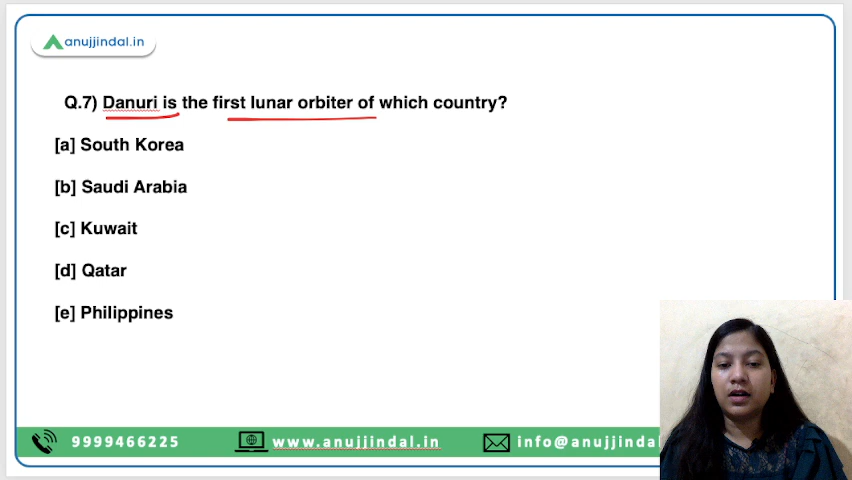 anujjindal.in
Q.7) Danuri is the first lunar orbiter of which country?
[a] South Korea
[b] Saudi Arabia
[c] Kuwait
[d] Qatar
[e] Philippines
9999466225 www.anujjindal.in info@anujjindal